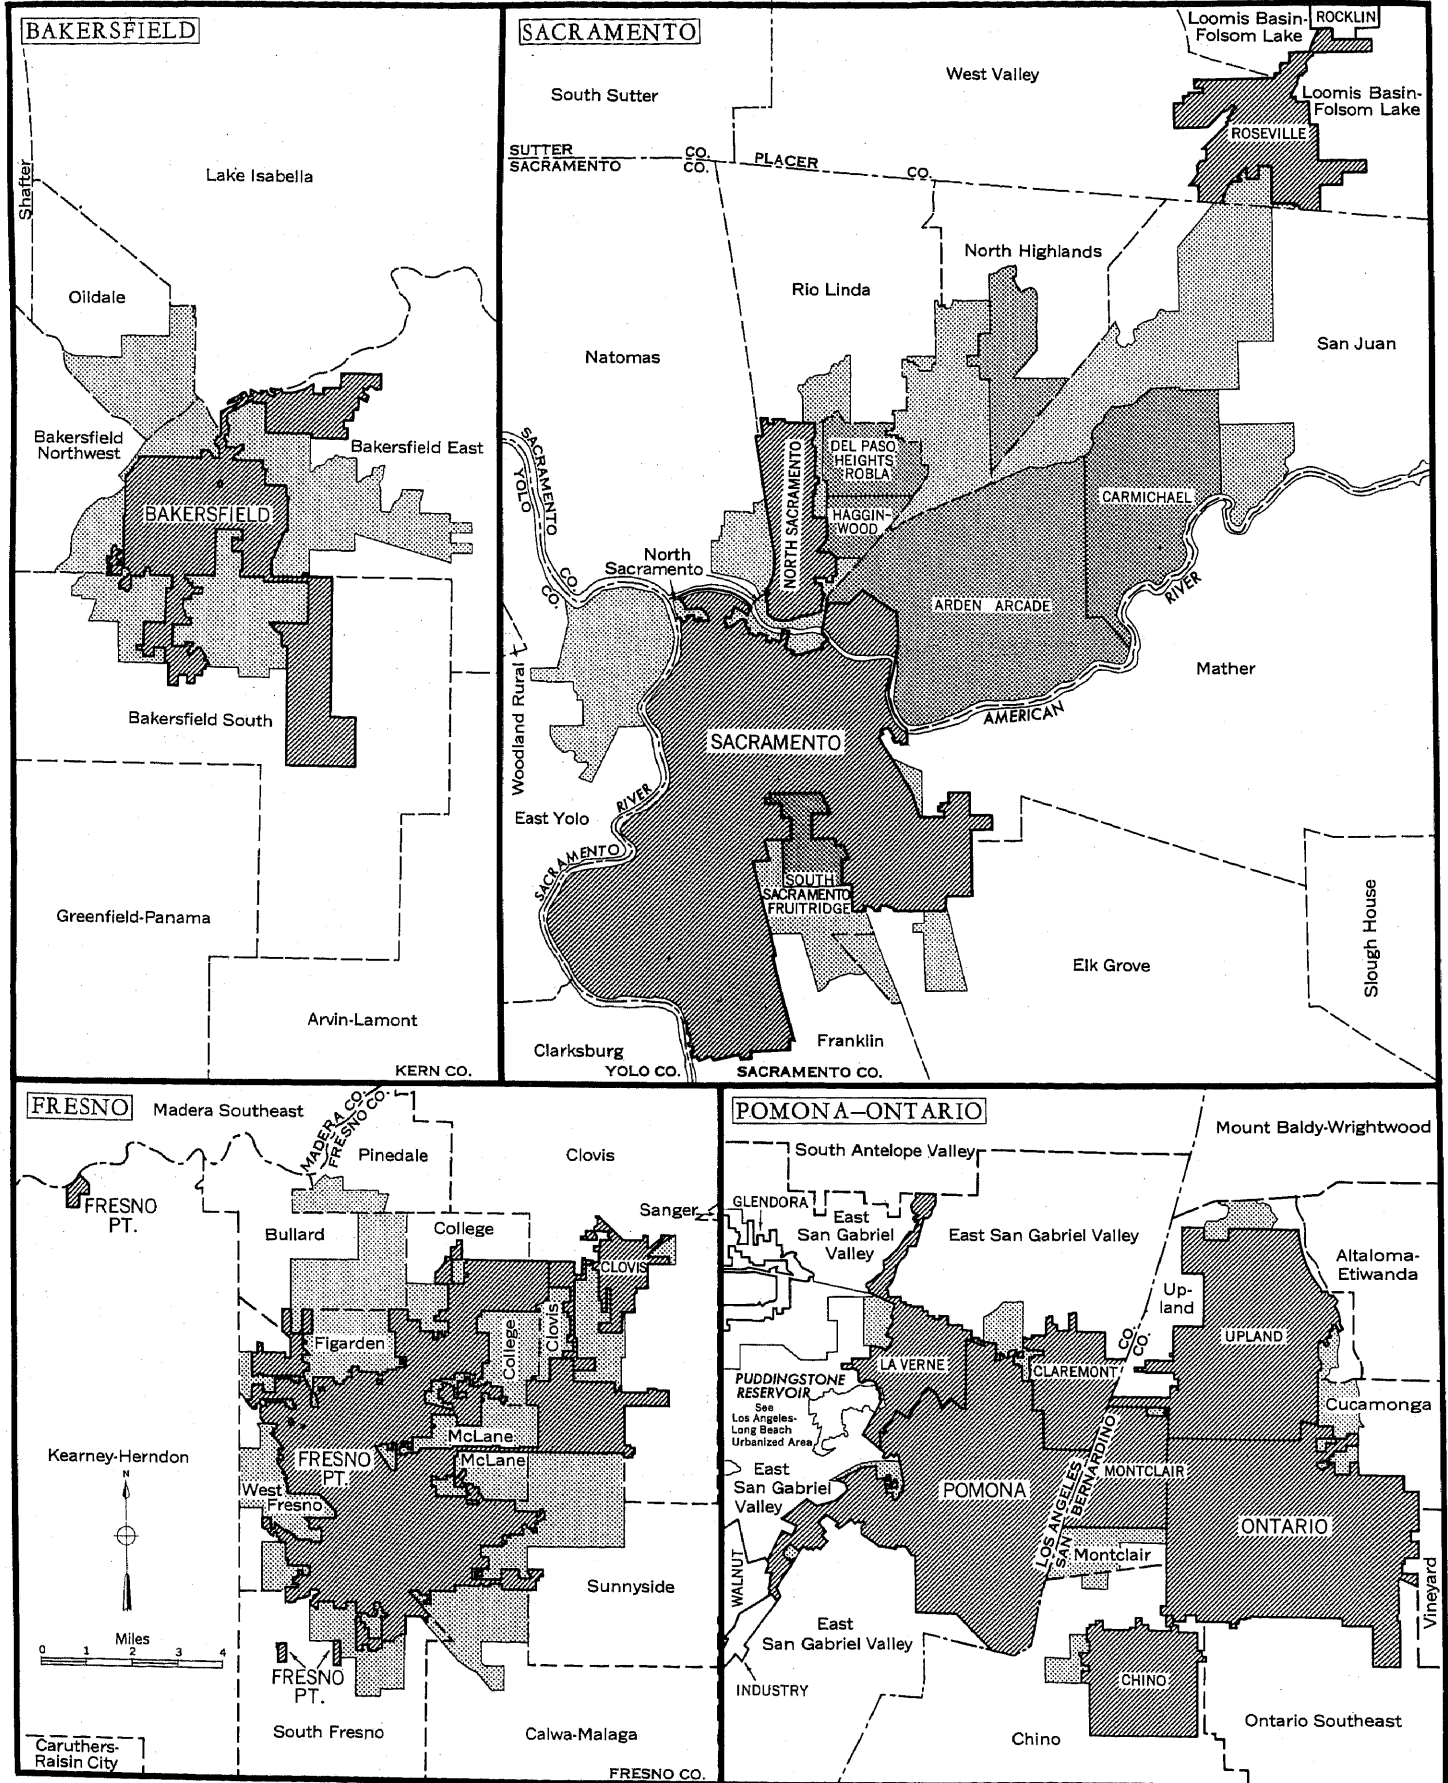 BAKERSFIELD
Shafter
Lake Isabella
Oildale
Bakersfield
Northwest
Bakersfield East
BAKERSFIELD
Bakersfield South
Greenfield-Panama
Arvin-Lamont
KERN CO.
SACRAMENTO
South Sutter
West Valley
Loomis Basin-
Folsom Lake
ROCKLIN
Loomis Basin-
Folsom Lake
ROSEVILLE
SUTTER CO.
SACRAMENTO CO.
PLACER CO.
North Highlands
Rio Linda
Natomas
San Juan
SACRAMENTO CO.
YOLO CO.
NORTH SACRAMENTO
DEL PASO
HEIGHTS
ROBLA
HAGGIN-
WOOD
CARMICHAEL
North
Sacramento
ARDEN ARCADE
AMERICAN RIVER
Mather
Woodland Rural
SACRAMENTO
East Yolo
SACRAMENTO RIVER
SOUTH
SACRAMENTO
FRUITRIDGE
Elk Grove
Slough House
Franklin
Clarksburg
YOLO CO.
SACRAMENTO CO.
FRESNO
Madera Southeast
MADERA CO.
FRESNO CO.
Pinedale
Clovis
FRESNO
PT.
Bullard
College
Sanger
CLOVIS
Figarden
College
Clovis
McLane
McLane
Kearney-Herndon
FRESNO
PT.
West
Fresno
N
Sunnyside
Miles
0 1 2 3 4
FRESNO
PT.
South Fresno
Calwa-Malaga
Caruthers-
Raisin City
FRESNO CO.
POMONA–ONTARIO
Mount Baldy-Wrightwood
South Antelope Valley
GLENDORA
East
San Gabriel
Valley
East San Gabriel Valley
Altaloma-
Etiwanda
Up-
land
UPLAND
CO.
CO.
LA VERNE
CLAREMONT
PUDDINGSTONE
RESERVOIR
See
Los Angeles-
Long Beach
Urbanized Area
Cucamonga
East
San Gabriel
Valley
POMONA
LOS ANGELES
SAN BERNARDINO
MONTCLAIR
ONTARIO
Montclair
WALNUT
Vineyard
East
San Gabriel Valley
INDUSTRY
CHINO
Chino
Ontario Southeast